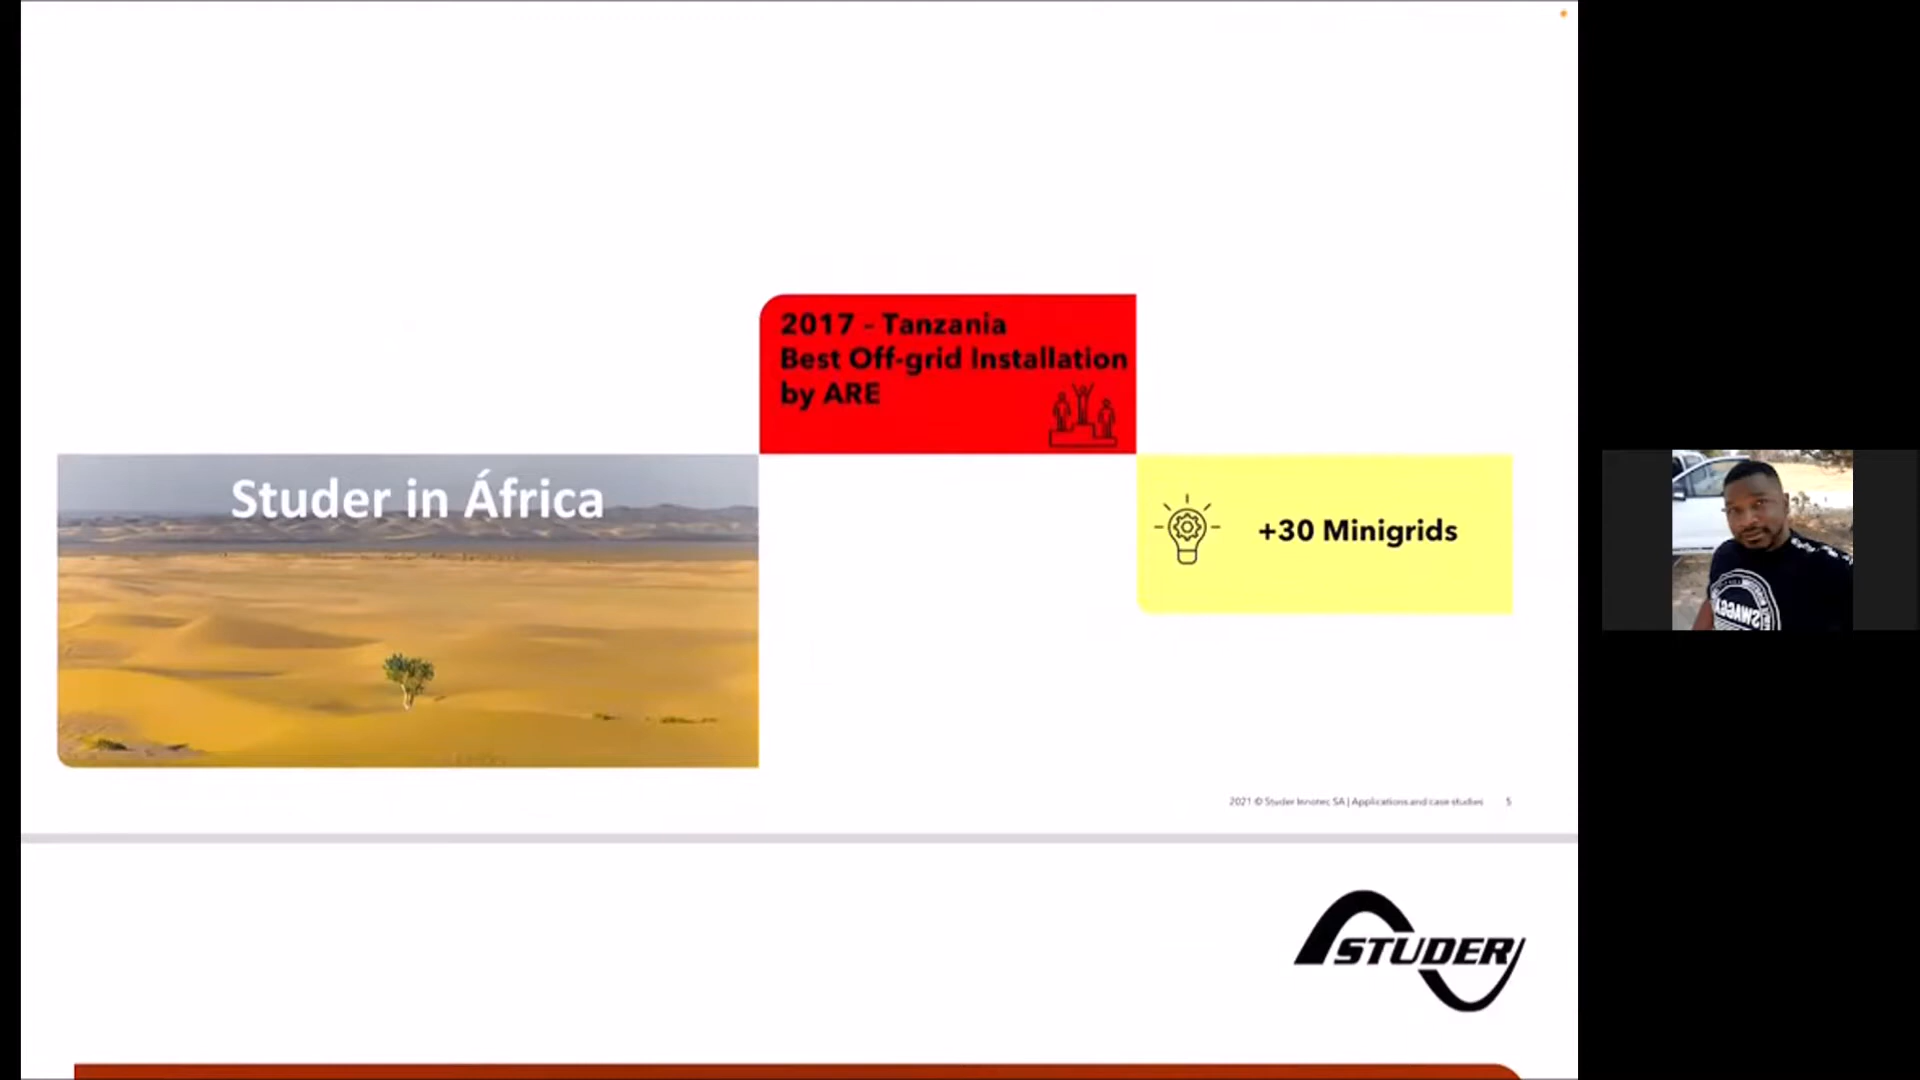 2017 - Tanzania
Best Off-grid Installation
by ARE
Studer in África
+30 Minigrids
2021 © Studer Innotec SA | Applications and case studies 5
STUDER